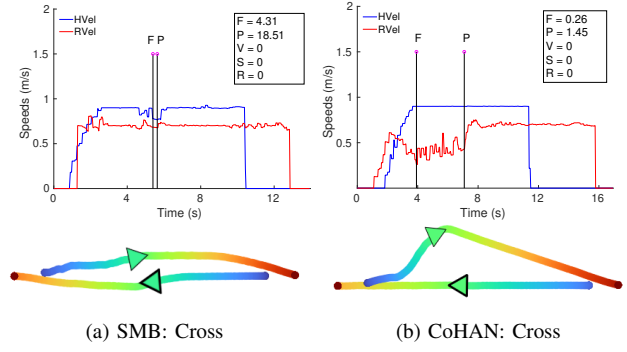 HVel
RVel
F P
F = 4.31
P = 18.51
V = 0
S = 0
R = 0
Speeds (m/s)
2
1.5
1
0.5
0
0 4 8 12
Time (s)
HVel
RVel
F P
F = 0.26
P = 1.45
V = 0
S = 0
R = 0
Speeds (m/s)
2
1.5
1
0.5
0
0 4 8 12 16
Time (s)
(a) SMB: Cross
(b) CoHAN: Cross